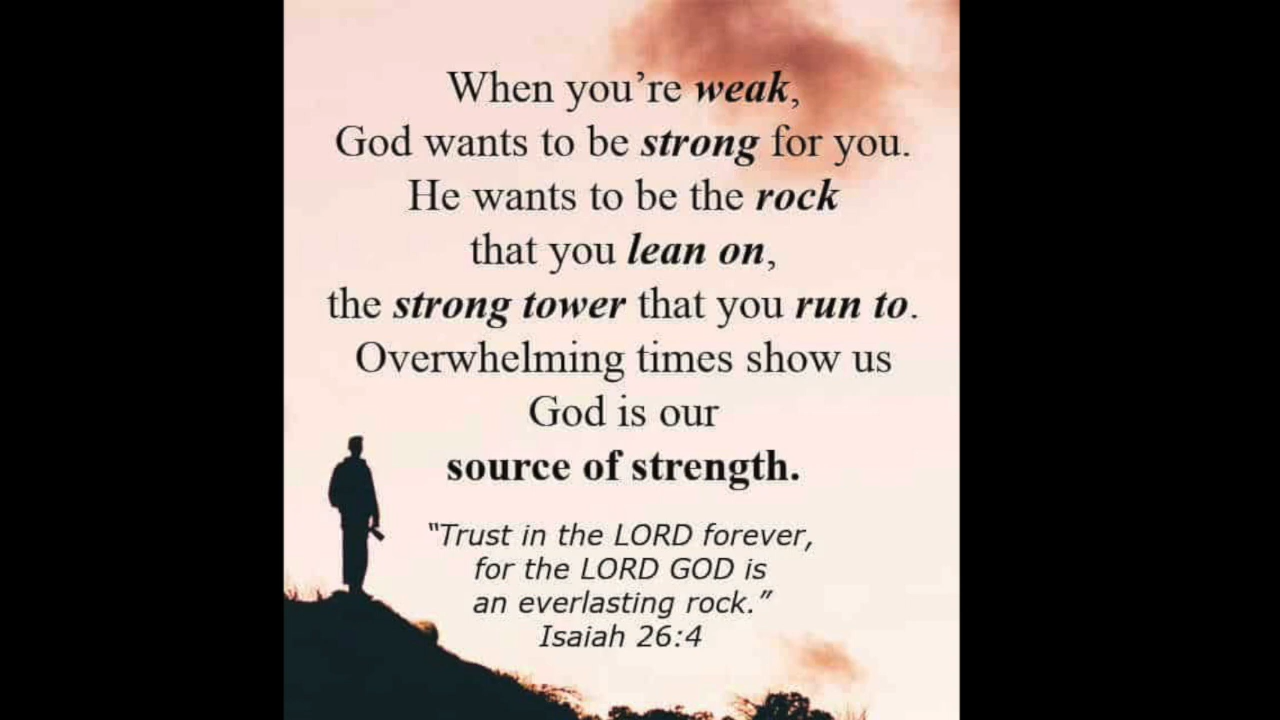 When you’re weak,
God wants to be strong for you.
He wants to be the rock
that you lean on,
the strong tower that you run to.
Overwhelming times show us
God is our
source of strength.
“Trust in the LORD forever,
for the LORD GOD is
an everlasting rock.”
Isaiah 26:4